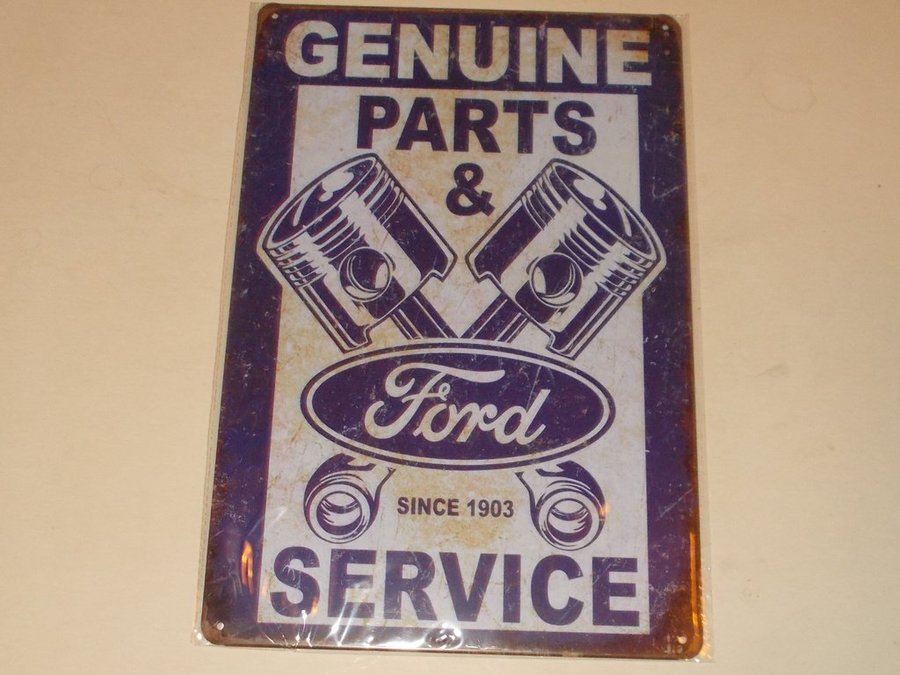 GENUINE
PARTS
&
Ford
SINCE 1903
SERVICE